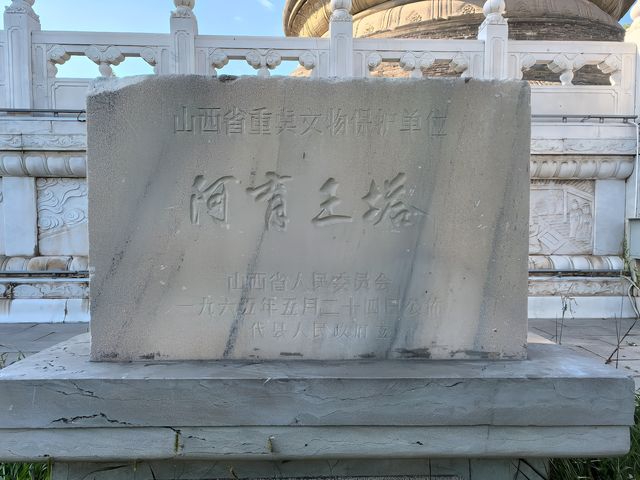 山西省重点文物保护单位
阿育王塔
山西省人民委员会
一九六五年五月二十四日公布
代县人民政府立